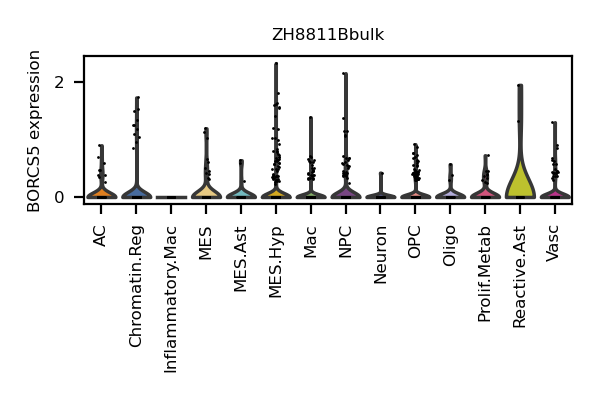 ZH8811Bbulk
BORCS5 expression
2
0
AC
Chromatin.Reg
Inflammatory.Mac
MES
MES.Ast
MES.Hyp
Mac
NPC
Neuron
OPC
Oligo
Prolif.Metab
Reactive.Ast
Vasc